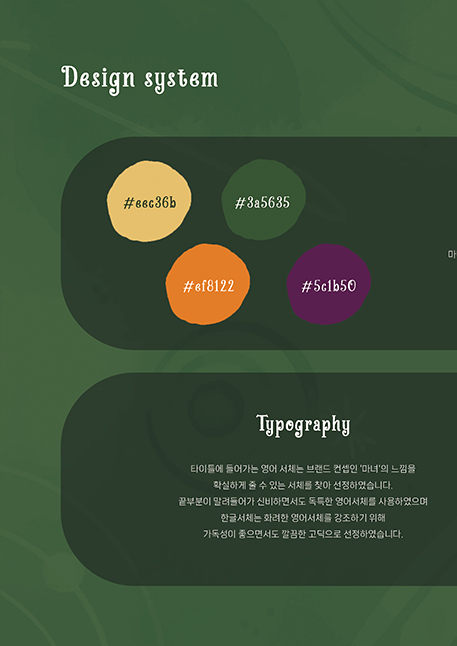 Design system
#eec36b
#3a5635
#ef8122
#5c1b50
마
Typography
타이틀에 들어가는 영어 서체는 브랜드 컨셉인 '마녀'의 느낌을
확실하게 줄 수 있는 서체를 찾아 선정하였습니다.
끝부분이 말려들어가 신비하면서도 독특한 영어서체를 사용하였으며
한글서체는 화려한 영어서체를 강조하기 위해
가독성이 좋으면서도 깔끔한 고딕으로 선정하였습니다.